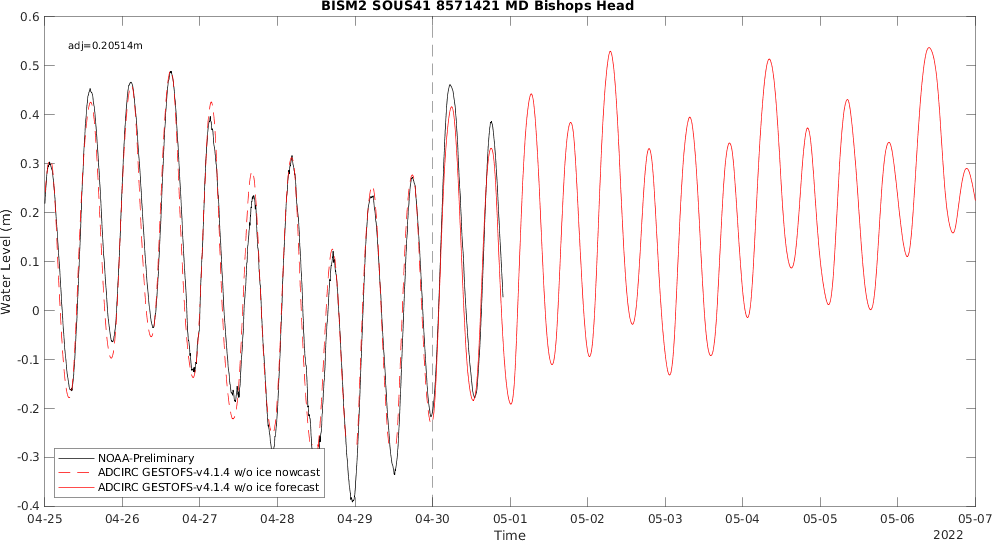 BISM2 SOUS41 8571421 MD Bishops Head
adj=0.20514m
0.6
0.5
0.4
0.3
0.2
0.1
0
-0.1
-0.2
-0.3
-0.4
Water Level (m)
NOAA-Preliminary
ADCIRC GESTOFS-v4.1.4 w/o ice nowcast
ADCIRC GESTOFS-v4.1.4 w/o ice forecast
04-25 04-26 04-27 04-28 04-29 04-30 05-01 05-02 05-03 05-04 05-05 05-06 05-07
Time
2022